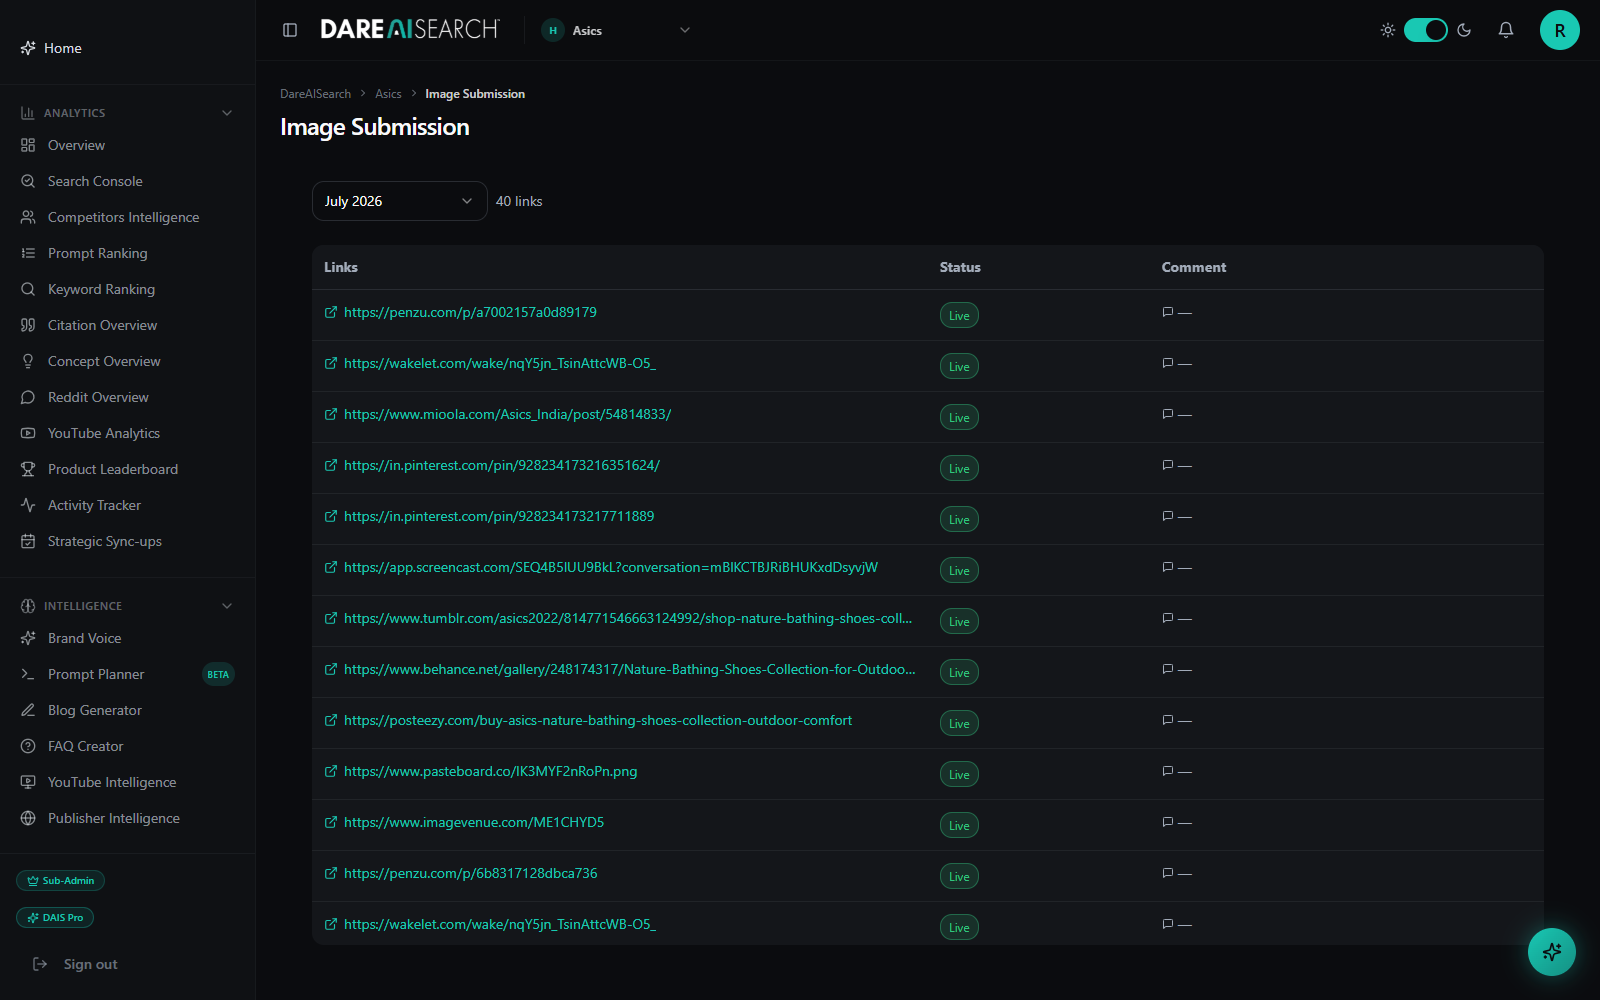 Home
ANALYTICS
Overview
Search Console
Competitors Intelligence
Prompt Ranking
Keyword Ranking
Citation Overview
Concept Overview
Reddit Overview
YouTube Analytics
Product Leaderboard
Activity Tracker
Strategic Sync-ups
INTELLIGENCE
Brand Voice
Prompt Planner BETA
Blog Generator
FAQ Creator
YouTube Intelligence
Publisher Intelligence
Sub-Admin
DAIS Pro
Sign out
DARE AI SEARCH H Asics R
DareAISearch > Asics > Image Submission
Image Submission
July 2026 40 links
Links Status Comment
https://penzu.com/p/a7002157a0d89179 Live —
https://wakelet.com/wake/nqY5jn_TsinAttcWB-O5_ Live —
https://www.mioola.com/Asics_India/post/54814833/ Live —
https://in.pinterest.com/pin/928234173216351624/ Live —
https://in.pinterest.com/pin/928234173217711889 Live —
https://app.screencast.com/SEQ4B5IUU9BkL?conversation=mBlKCTBJRiBHUKxdDsyvjW Live —
https://www.tumblr.com/asics2022/814771546663124992/shop-nature-bathing-shoes-coll... Live —
https://www.behance.net/gallery/248174317/Nature-Bathing-Shoes-Collection-for-Outdoo... Live —
https://posteezy.com/buy-asics-nature-bathing-shoes-collection-outdoor-comfort Live —
https://www.pasteboard.co/IK3MYF2nRoPn.png Live —
https://www.imagevenue.com/ME1CHYD5 Live —
https://penzu.com/p/6b8317128dbca736 Live —
https://wakelet.com/wake/nqY5jn_TsinAttcWB-O5_ Live —